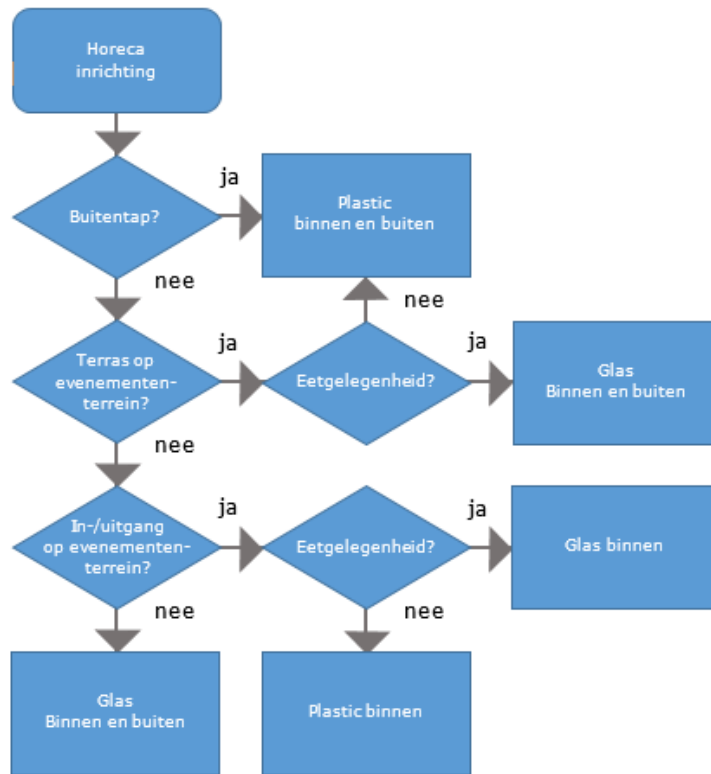 Horeca
inrichting
Buitentap?
ja
Plastic
binnen en buiten
nee
nee
Terras op
evenementen-
terrein?
ja
Eetgelegenheid?
ja
Glas
Binnen en buiten
nee
In-/uitgang
op evenementen-
terrein?
ja
Eetgelegenheid?
ja
Glas binnen
nee
nee
Glas
Binnen en buiten
Plastic binnen